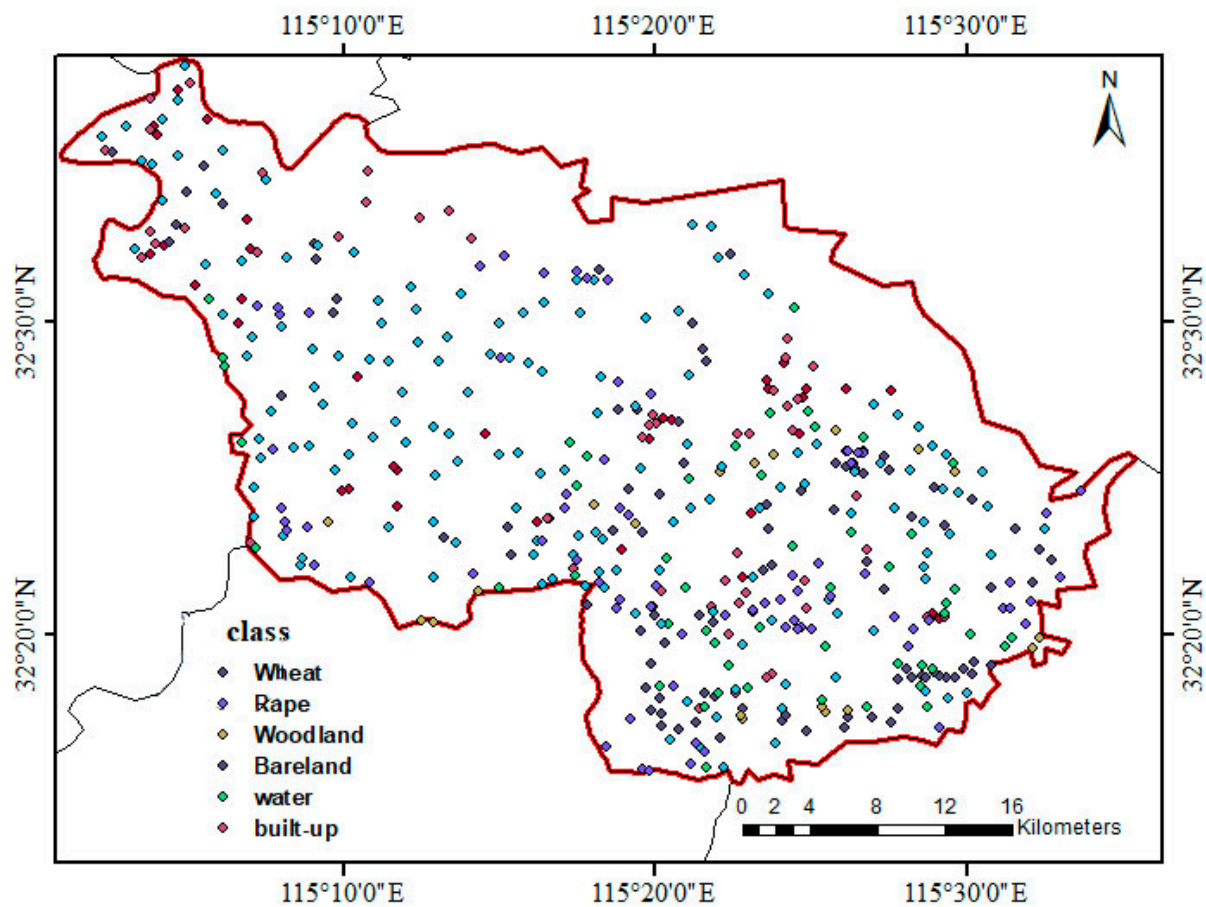 115°10'0"E 115°20'0"E 115°30'0"E
N
32°30'0"N 32°30'0"N
32°20'0"N 32°20'0"N
class
Wheat
Rape
Woodland
Bareland
water
built-up
0 2 4 8 12 16
Kilometers
115°10'0"E 115°20'0"E 115°30'0"E